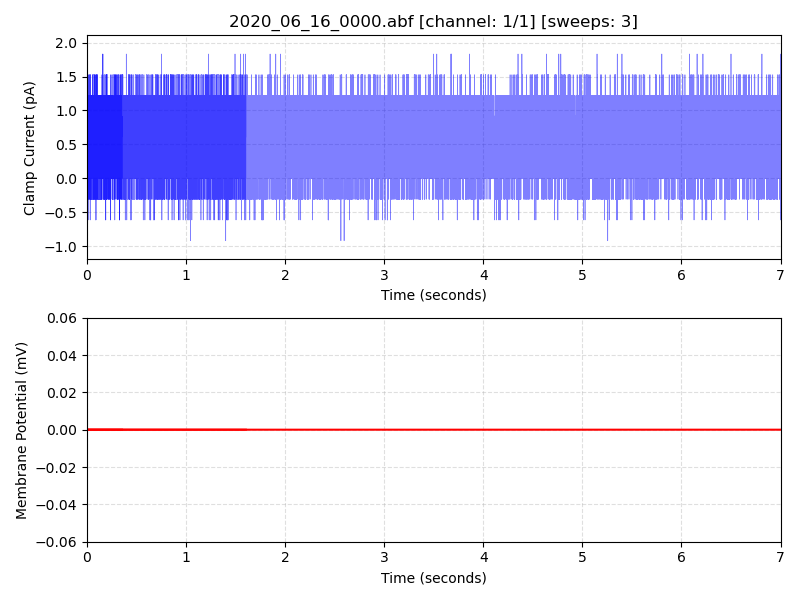 2020_06_16_0000.abf [channel: 1/1] [sweeps: 3]
2.0
1.5
1.0
0.5
0.0
−0.5
−1.0
Clamp Current (pA)
0 1 2 3 4 5 6 7
Time (seconds)
0.06
0.04
0.02
0.00
−0.02
−0.04
−0.06
Membrane Potential (mV)
0 1 2 3 4 5 6 7
Time (seconds)